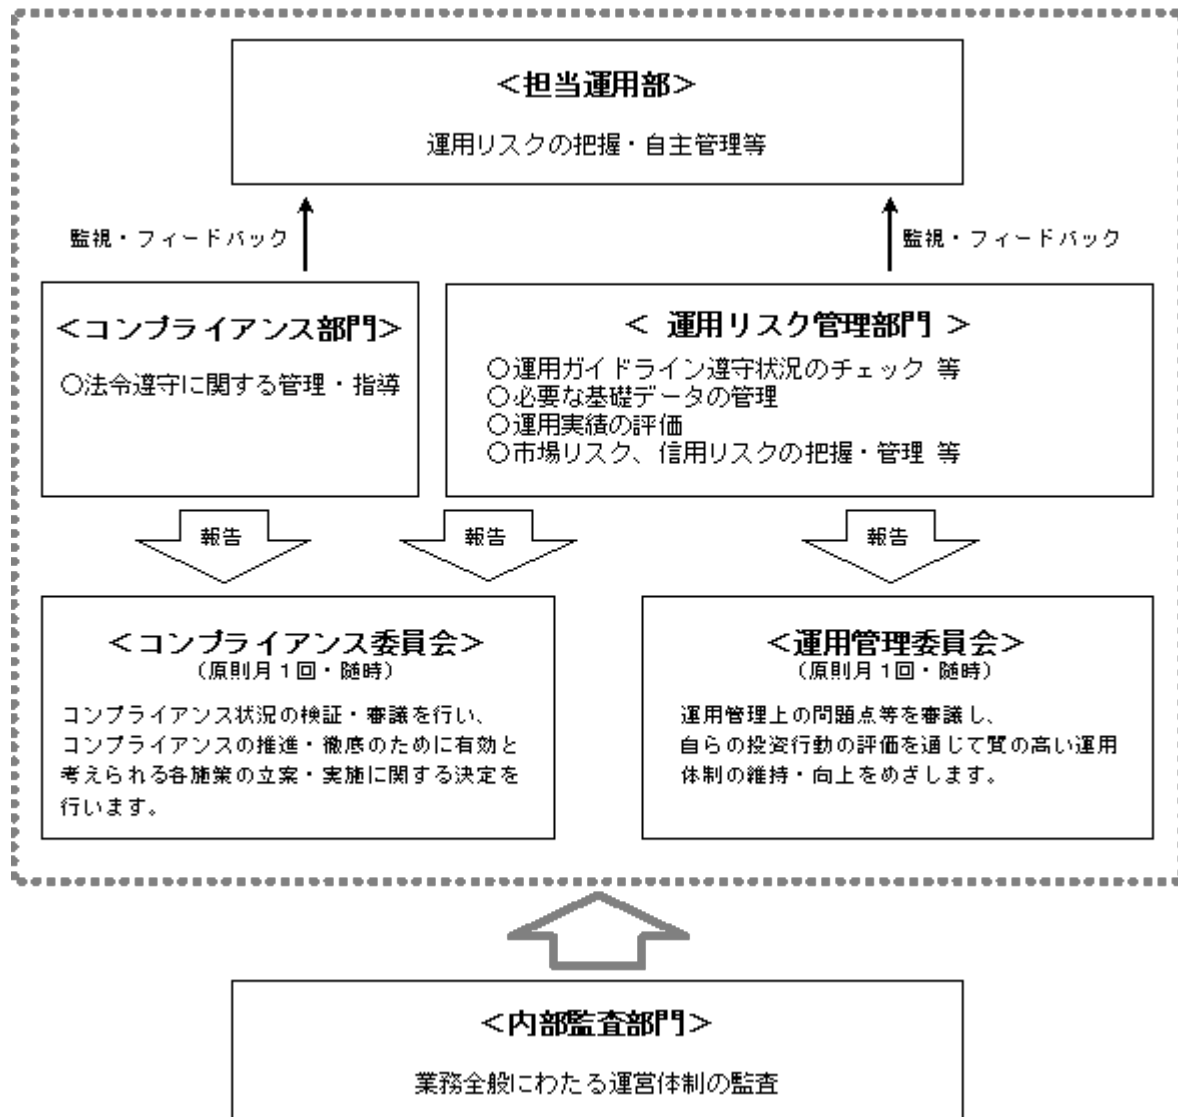 ＜担当運用部＞
運用リスクの把握・自主管理等
監視・フィードバック
監視・フィードバック
＜コンプライアンス部門＞
○法令遵守に関する管理・指導
＜ 運用リスク管理部門 ＞
○運用ガイドライン遵守状況のチェック 等
○必要な基礎データの管理
○運用実績の評価
○市場リスク、信用リスクの把握・管理 等
報告
報告
報告
＜コンプライアンス委員会＞
（原則月１回・随時）
コンプライアンス状況の検証・審議を行い、
コンプライアンスの推進・徹底のために有効と
考えられる各施策の立案・実施に関する決定を
行います。
＜運用管理委員会＞
（原則月１回・随時）
運用管理上の問題点等を審議し、
自らの投資行動の評価を通じて質の高い運用
体制の維持・向上をめざします。
＜内部監査部門＞
業務全般にわたる運営体制の監査